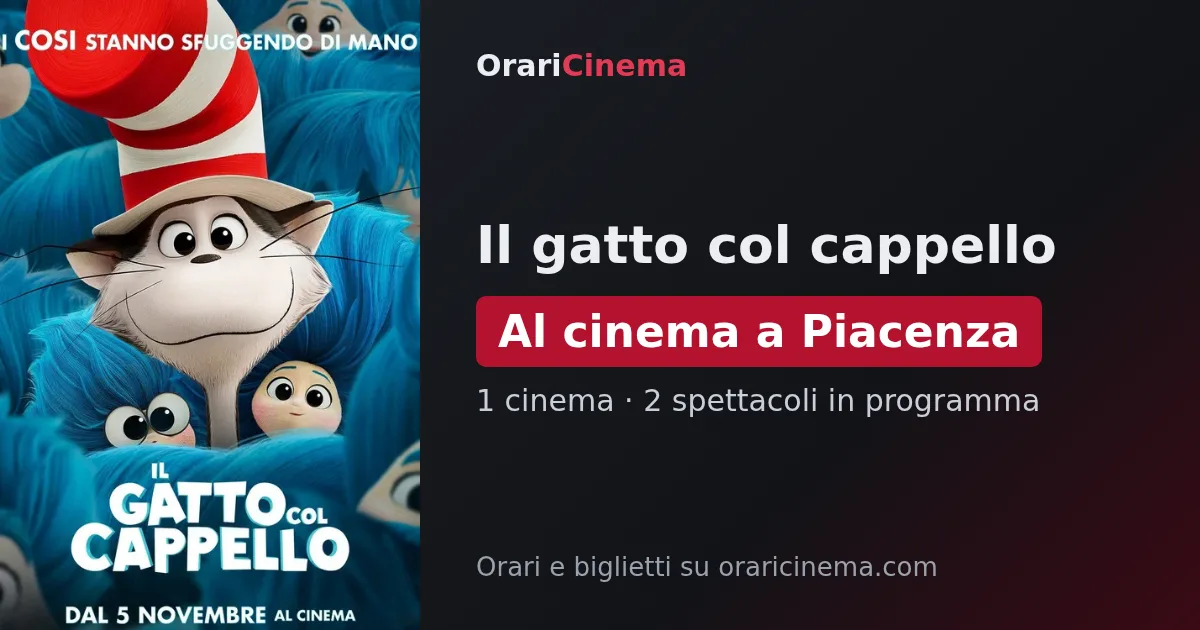 I COSI STANNO SFUGGENDO DI MANO
IL
GATTO COL
CAPPELLO
DAL 5 NOVEMBRE AL CINEMA
OrariCinema
Il gatto col cappello
Al cinema a Piacenza
1 cinema · 2 spettacoli in programma
Orari e biglietti su oraricinema.com